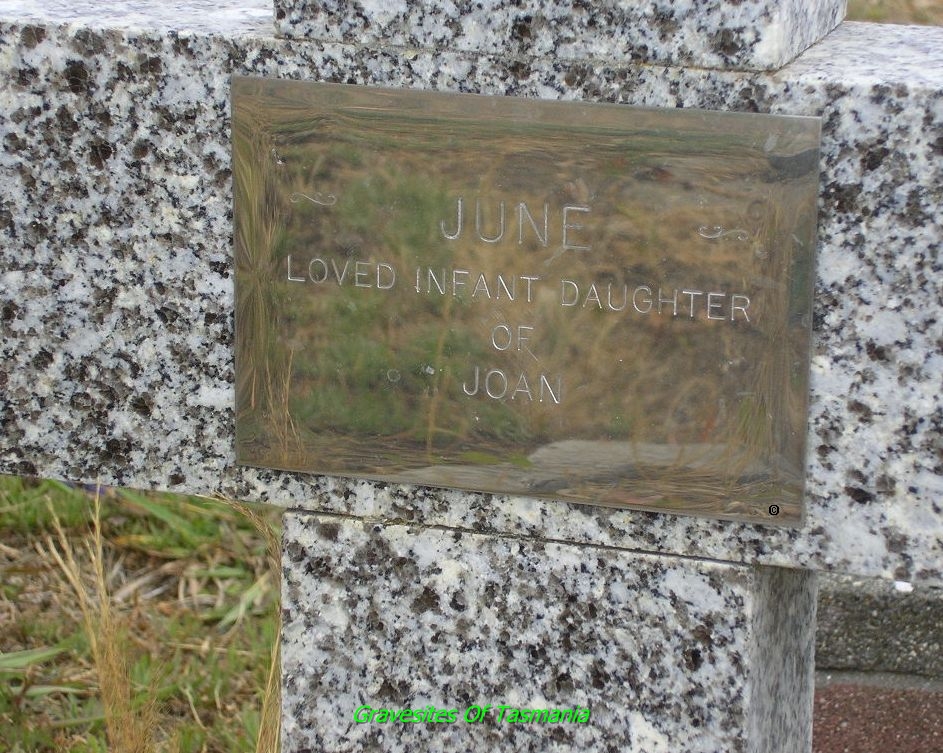 JUNE
LOVED INFANT DAUGHTER
OF
JOAN
©
Gravesites Of Tasmania